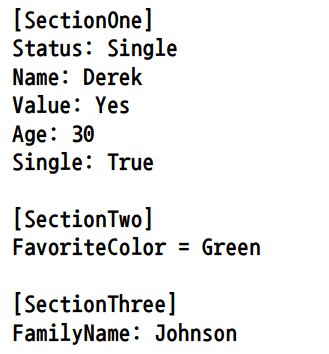 [SectionOne]
Status: Single
Name: Derek
Value: Yes
Age: 30
Single: True

[SectionTwo]
FavoriteColor = Green

[SectionThree]
FamilyName: Johnson